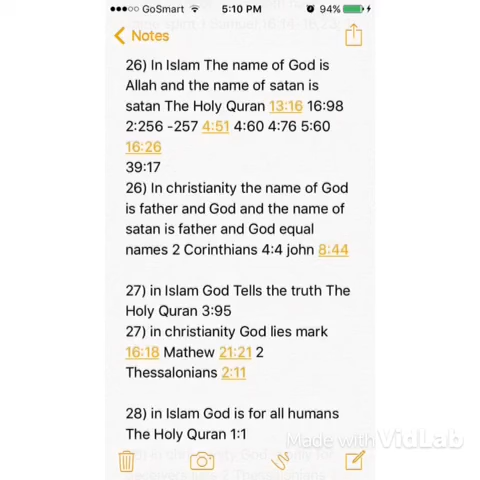 GoSmart 5:10 PM 94%
Notes
26) In Islam The name of God is
Allah and the name of satan is
satan The Holy Quran 13:16 16:98
2:256 -257 4:51 4:60 4:76 5:60
16:26
39:17
26) In christianity the name of God
is father and God and the name of
satan is father and God equal
names 2 Corinthians 4:4 john 8:44
27) in Islam God Tells the truth The
Holy Quran 3:95
27) in christianity God lies mark
16:18 Mathew 21:21 2
Thessalonians 2:11
28) in Islam God is for all humans
The Holy Quran 1:1
Made with VidLab